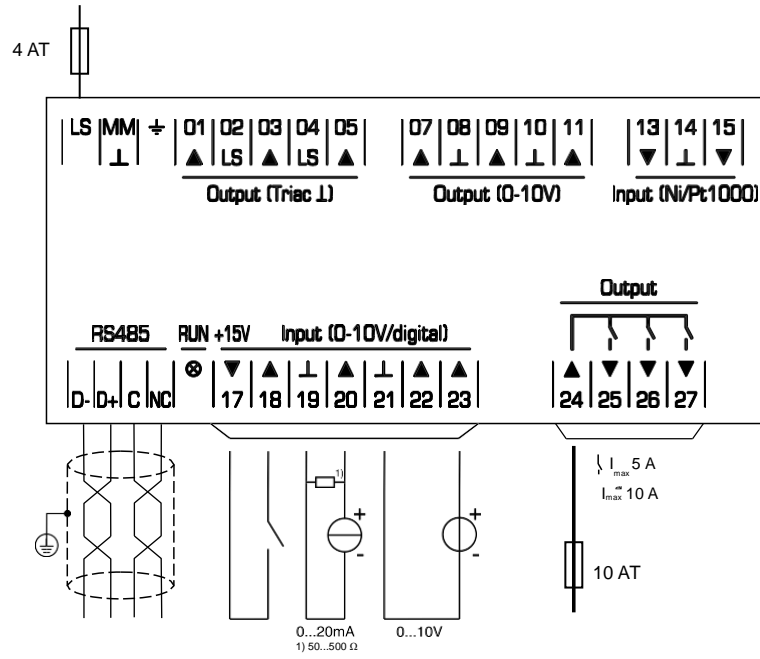 4 AT
LS MM ⏚ 01 02 03 04 05 07 08 09 10 11 13 14 15
⊥ ▲ LS ▲ LS ▲ ▲ ⊥ ▲ ⊥ ▲ ▼ ⊥ ▼
Output (Triac ⊥) Output (0-10V) Input (Ni/Pt1000)
Output
RS485 RUN +15V Input (0-10V/digital)
⊗ ▼ ▲ ⊥ ▲ ⊥ ▲ ▲ ▲ ▼ ▼ ▼
D- D+ C NC 17 18 19 20 21 22 23 24 25 26 27
Imax 5 A
Imax 10 A
1)
+ +
- -
10 AT
0...20mA 0...10V
1) 50...500 Ω